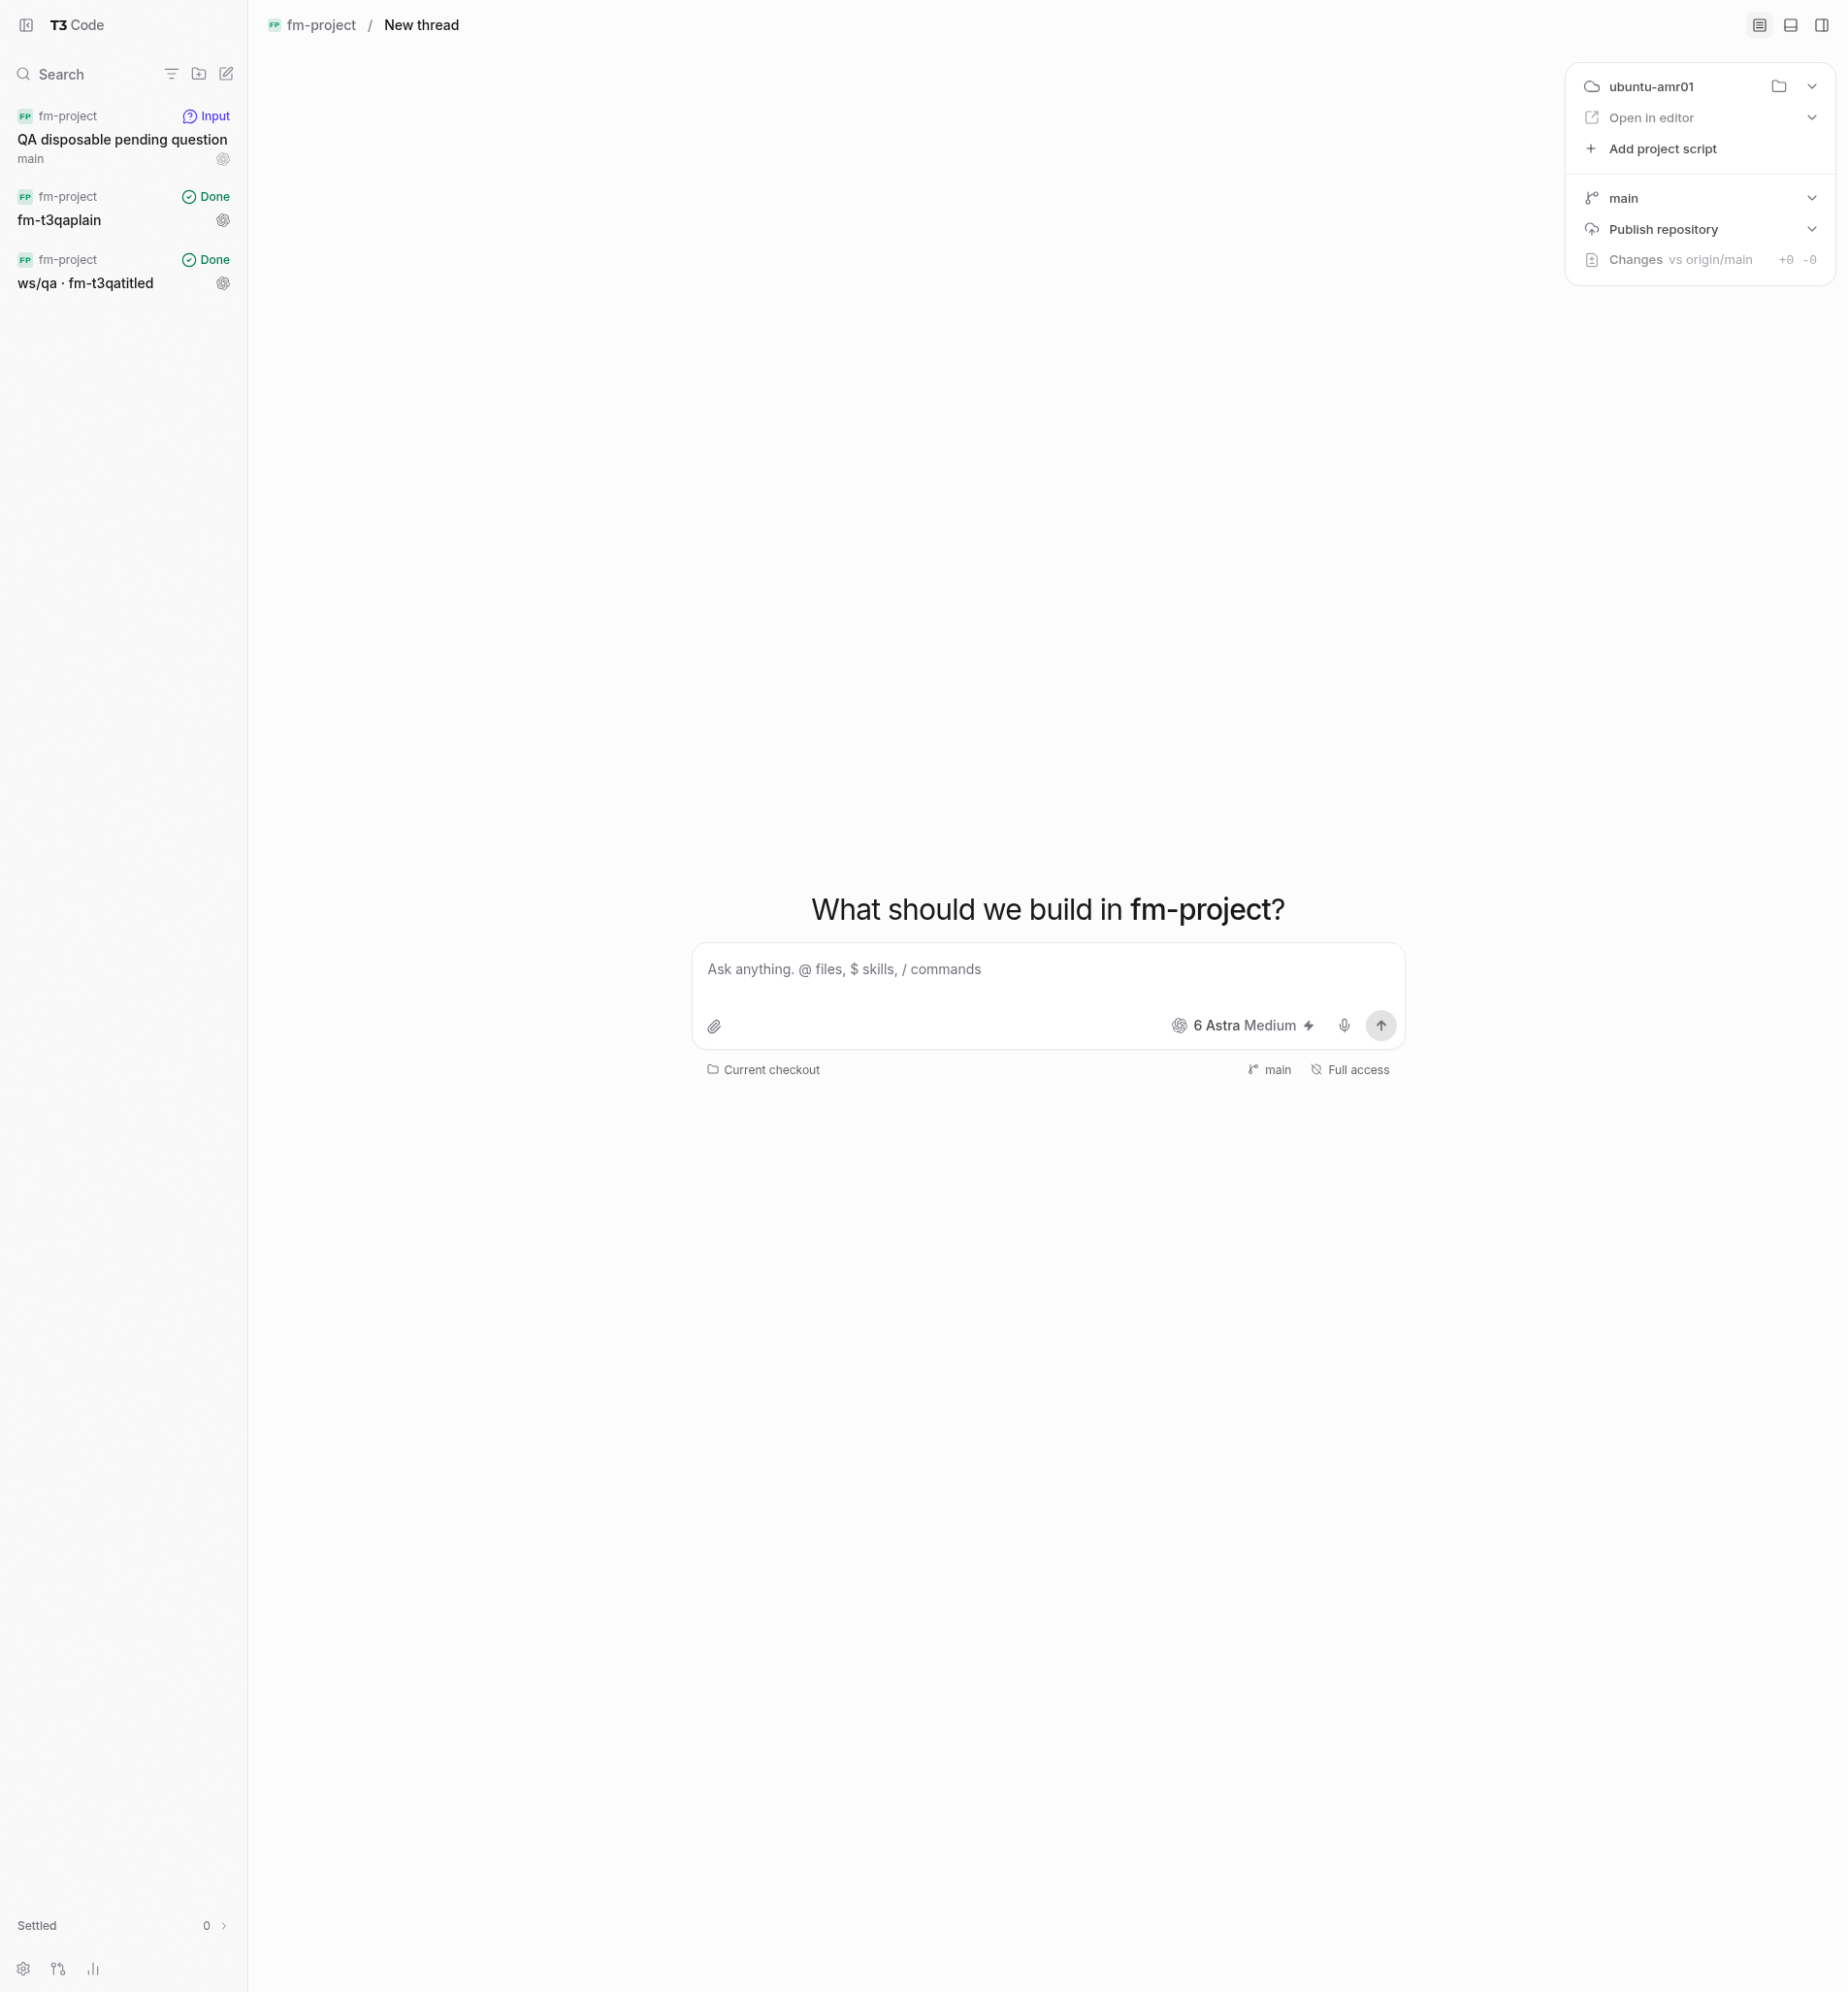 T3 Code
Search
FP fm-project Input
QA disposable pending question
main
FP fm-project Done
fm-t3qaplain
FP fm-project Done
ws/qa · fm-t3qatitled
Settled 0
FP fm-project / New thread
ubuntu-amr01
Open in editor
Add project script
main
Publish repository
Changes vs origin/main +0 -0
What should we build in fm-project?
Ask anything. @ files, $ skills, / commands
6 Astra Medium
Current checkout main Full access